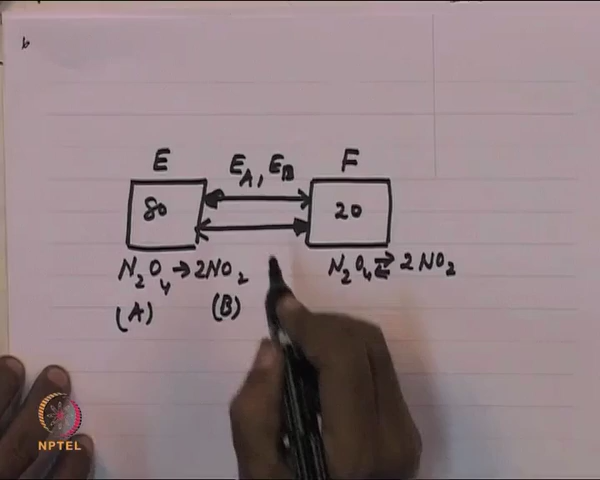 E E_A, E_B F
80 20
N₂O₄ → 2NO₂ N₂O₄ ⇌ 2NO₂
(A) (B)
NPTEL